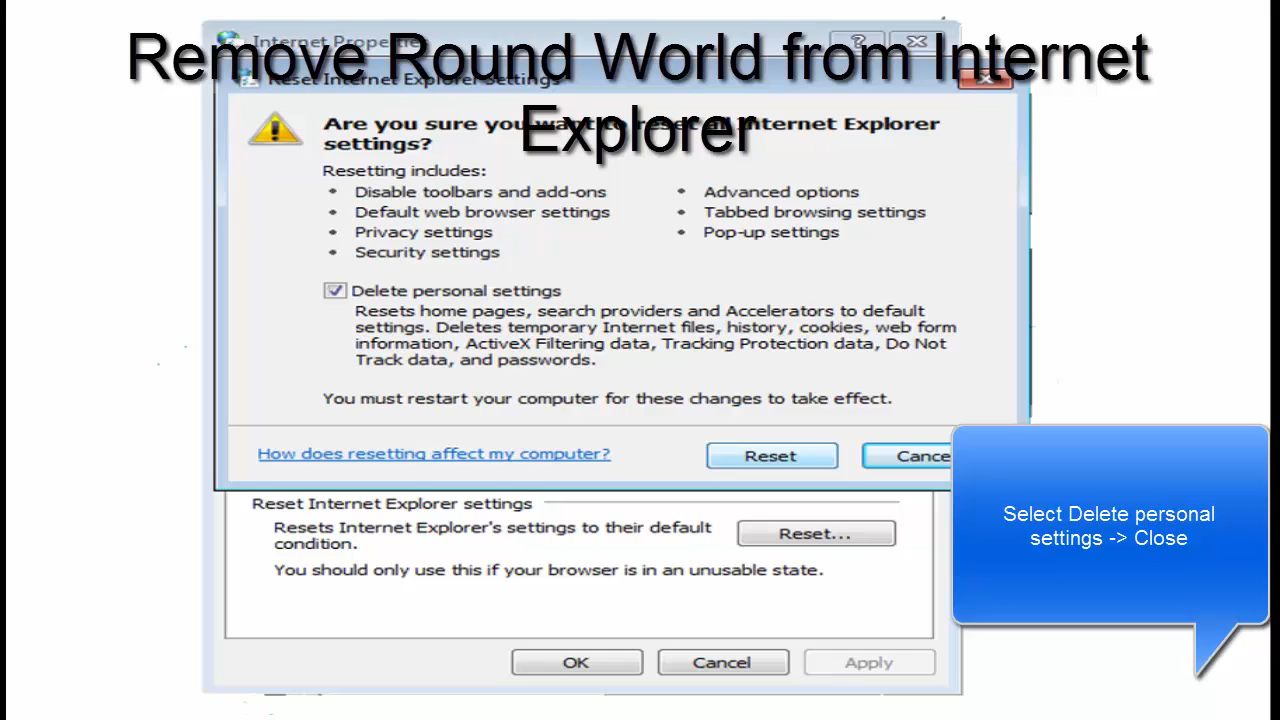 Remove Round World from Internet
Explorer
Internet Propertie
Reset Internet Explorer Settings
Are you sure you want to reset all Internet Explorer
settings?
Resetting includes:
• Disable toolbars and add-ons
• Default web browser settings
• Privacy settings
• Security settings
• Advanced options
• Tabbed browsing settings
• Pop-up settings
Delete personal settings
Resets home pages, search providers and Accelerators to default
settings. Deletes temporary Internet files, history, cookies, web form
information, ActiveX Filtering data, Tracking Protection data, Do Not
Track data, and passwords.
You must restart your computer for these changes to take effect.
How does resetting affect my computer?
Reset
Cance
Reset Internet Explorer settings
Resets Internet Explorer's settings to their default
condition.
Reset...
You should only use this if your browser is in an unusable state.
OK
Cancel
Apply
Select Delete personal
settings -> Close